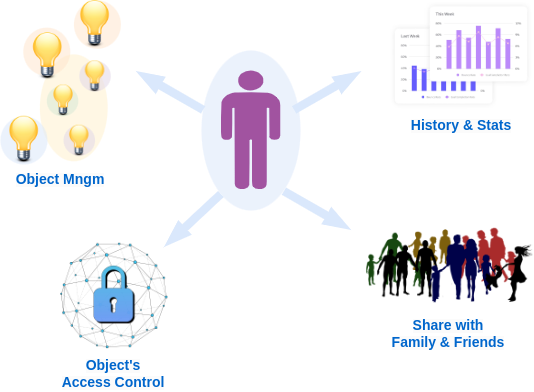 This Week
Last Week
History & Stats
Object Mngm
Share with
Family & Friends
Object's
Access Control